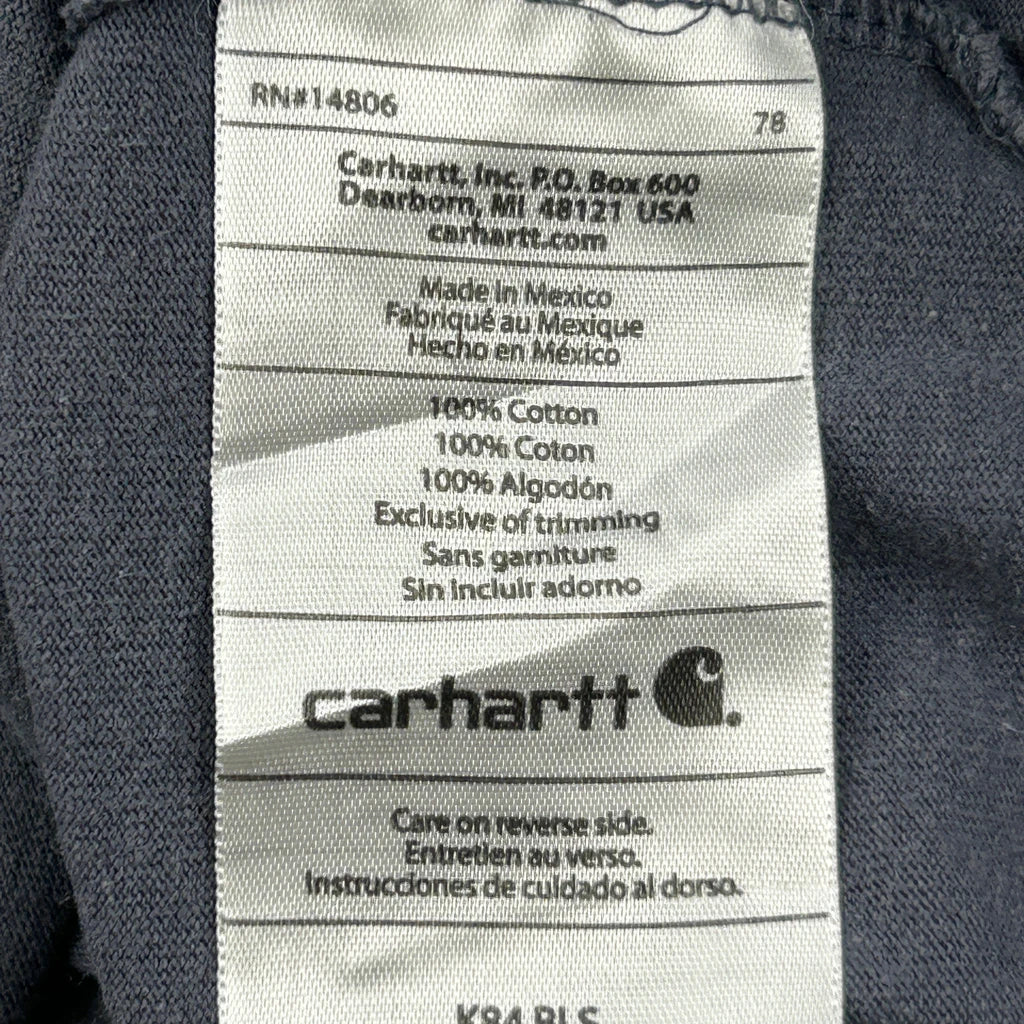 RN#14806 78
Carhartt, Inc. P.O. Box 600
Dearborn, MI 48121 USA
carhartt.com
Made in Mexico
Fabriqué au Mexique
Hecho en México
100% Cotton
100% Coton
100% Algodón
Exclusive of trimming
Sans garniture
Sin incluir adorno
carhartt
Care on reverse side.
Entretien au verso.
Instrucciones de cuidado al dorso.
K84 BLS